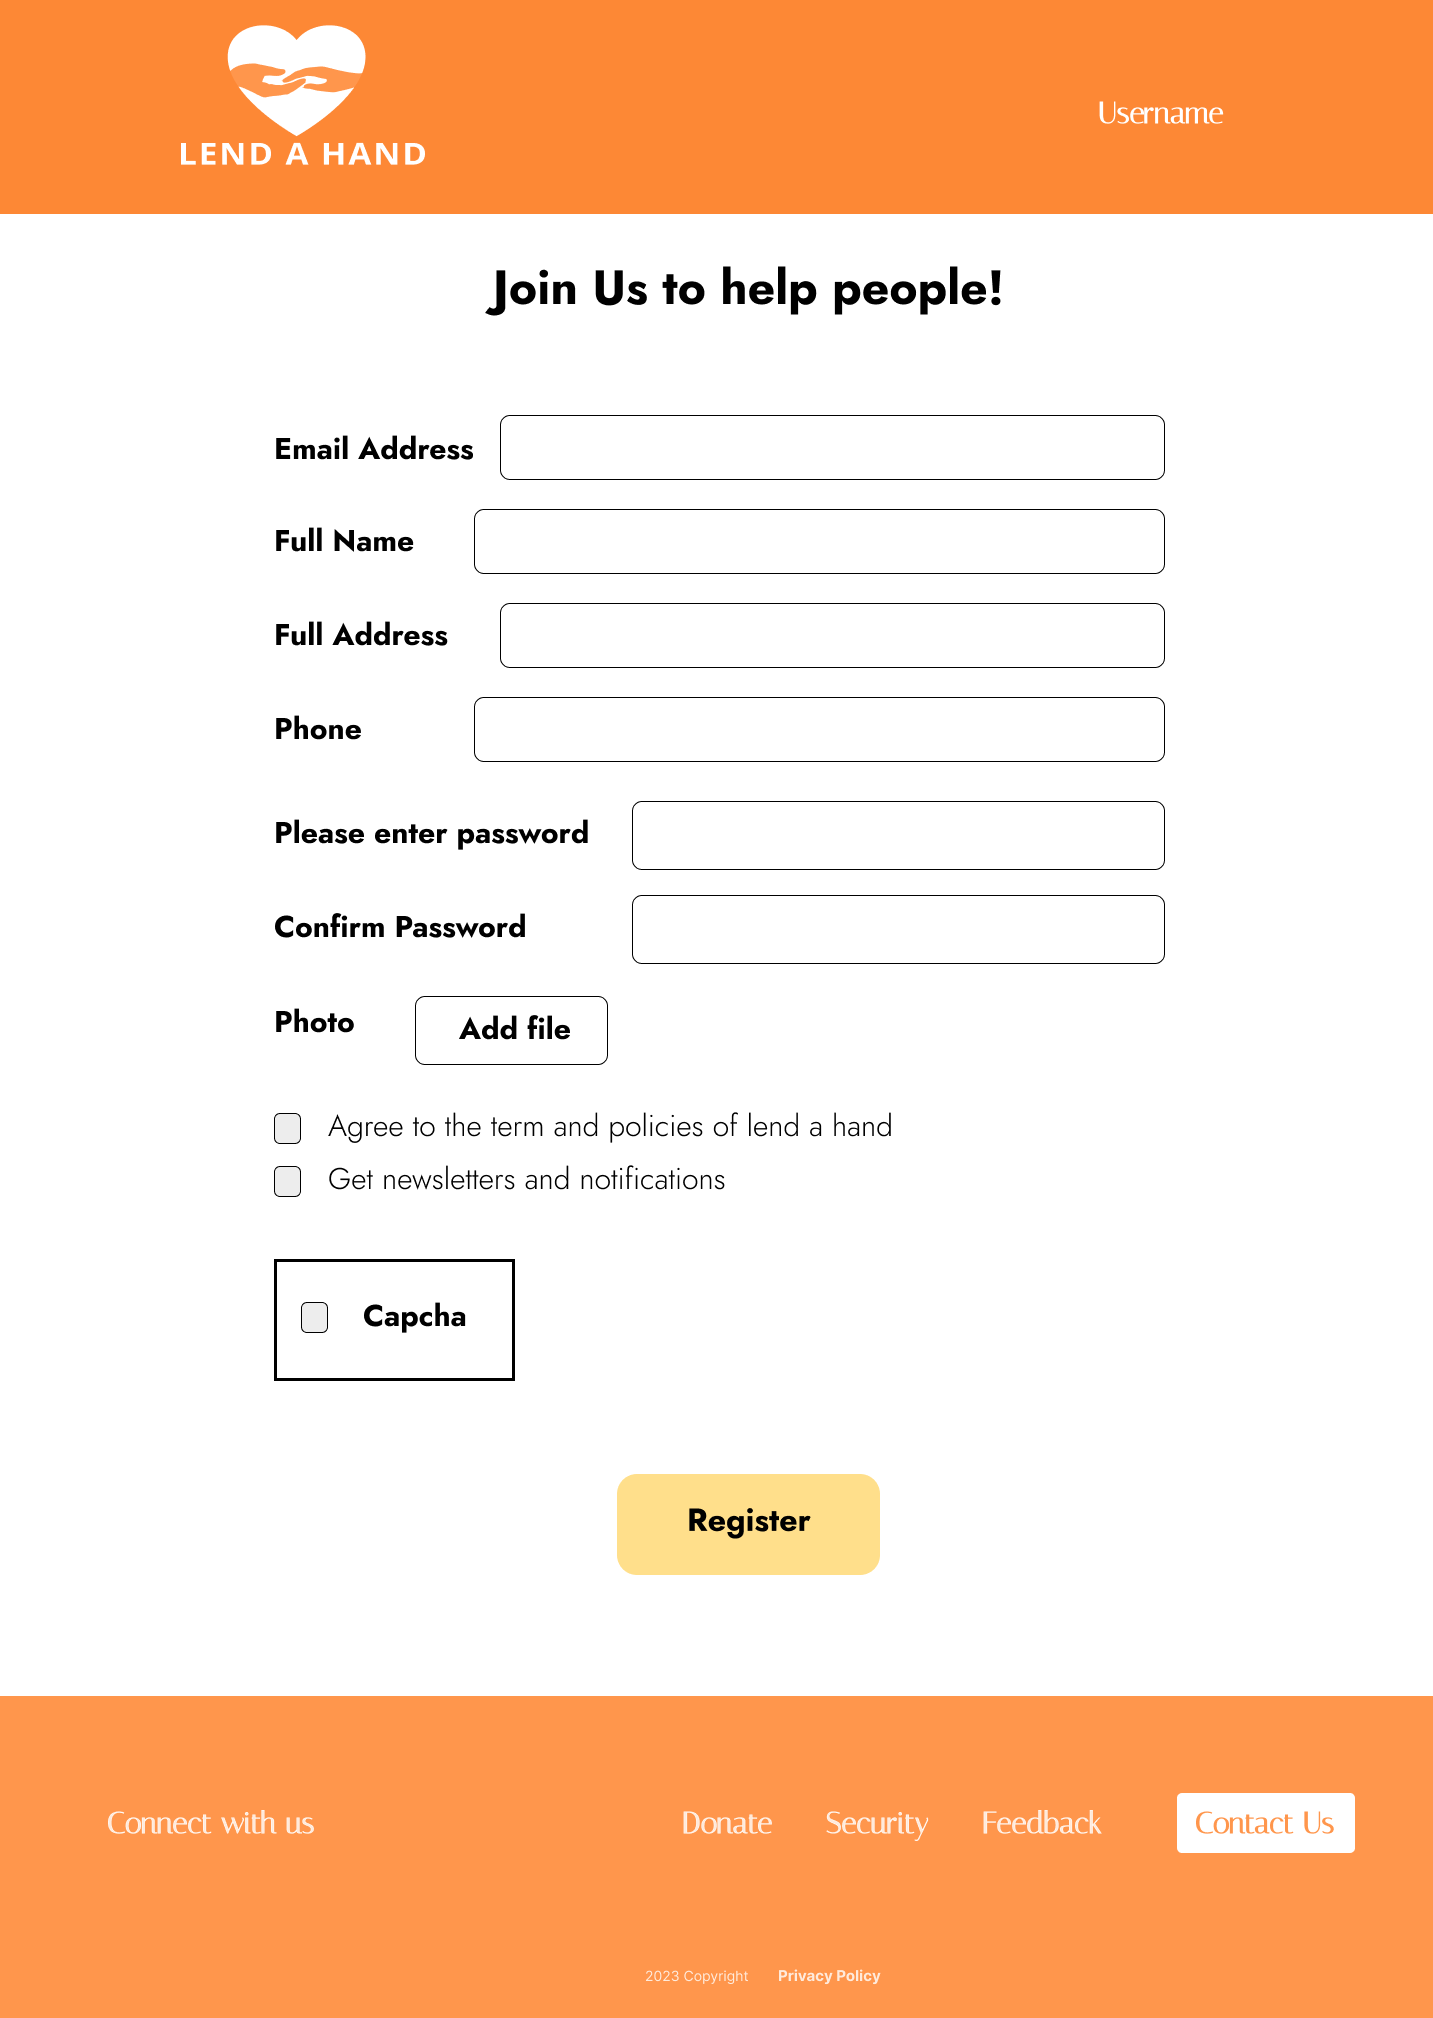 LEND A HAND
Username
Join Us to help people!
Email Address
Full Name
Full Address
Phone
Please enter password
Confirm Password
Photo
Add file
Agree to the term and policies of lend a hand
Get newsletters and notifications
Capcha
Register
Connect with us
Donate
Security
Feedback
Contact Us
2023 Copyright
Privacy Policy